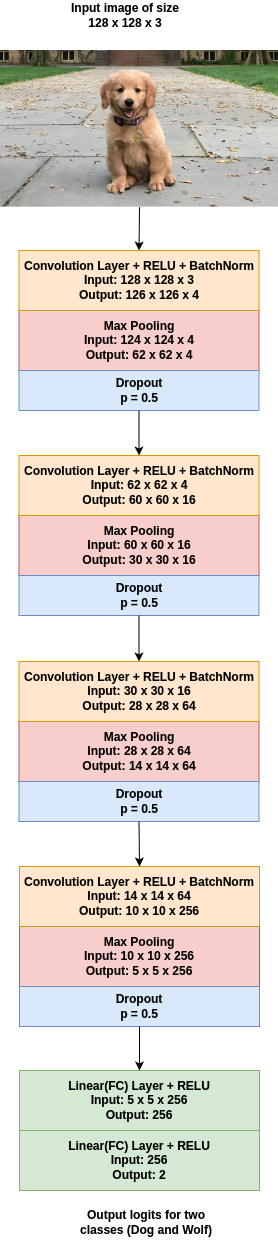 Input image of size
128 x 128 x 3
Convolution Layer + RELU + BatchNorm
Input: 128 x 128 x 3
Output: 126 x 126 x 4
Max Pooling
Input: 124 x 124 x 4
Output: 62 x 62 x 4
Dropout
p = 0.5
Convolution Layer + RELU + BatchNorm
Input: 62 x 62 x 4
Output: 60 x 60 x 16
Max Pooling
Input: 60 x 60 x 16
Output: 30 x 30 x 16
Dropout
p = 0.5
Convolution Layer + RELU + BatchNorm
Input: 30 x 30 x 16
Output: 28 x 28 x 64
Max Pooling
Input: 28 x 28 x 64
Output: 14 x 14 x 64
Dropout
p = 0.5
Convolution Layer + RELU + BatchNorm
Input: 14 x 14 x 64
Output: 10 x 10 x 256
Max Pooling
Input: 10 x 10 x 256
Output: 5 x 5 x 256
Dropout
p = 0.5
Linear(FC) Layer + RELU
Input: 5 x 5 x 256
Output: 256
Linear(FC) Layer + RELU
Input: 256
Output: 2
Output logits for two
classes (Dog and Wolf)